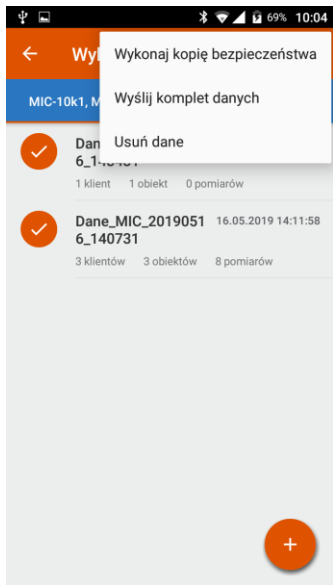 69% 10:04
Wyl
Wykonaj kopię bezpieczeństwa
Wyślij komplet danych
Usuń dane
MIC-10k1, M
Dan
1 klient 1 obiekt 0 pomiarów
Dane_MIC_2019051 16.05.2019 14:11:58
6_140731
3 klientów 3 obiektów 8 pomiarów
+